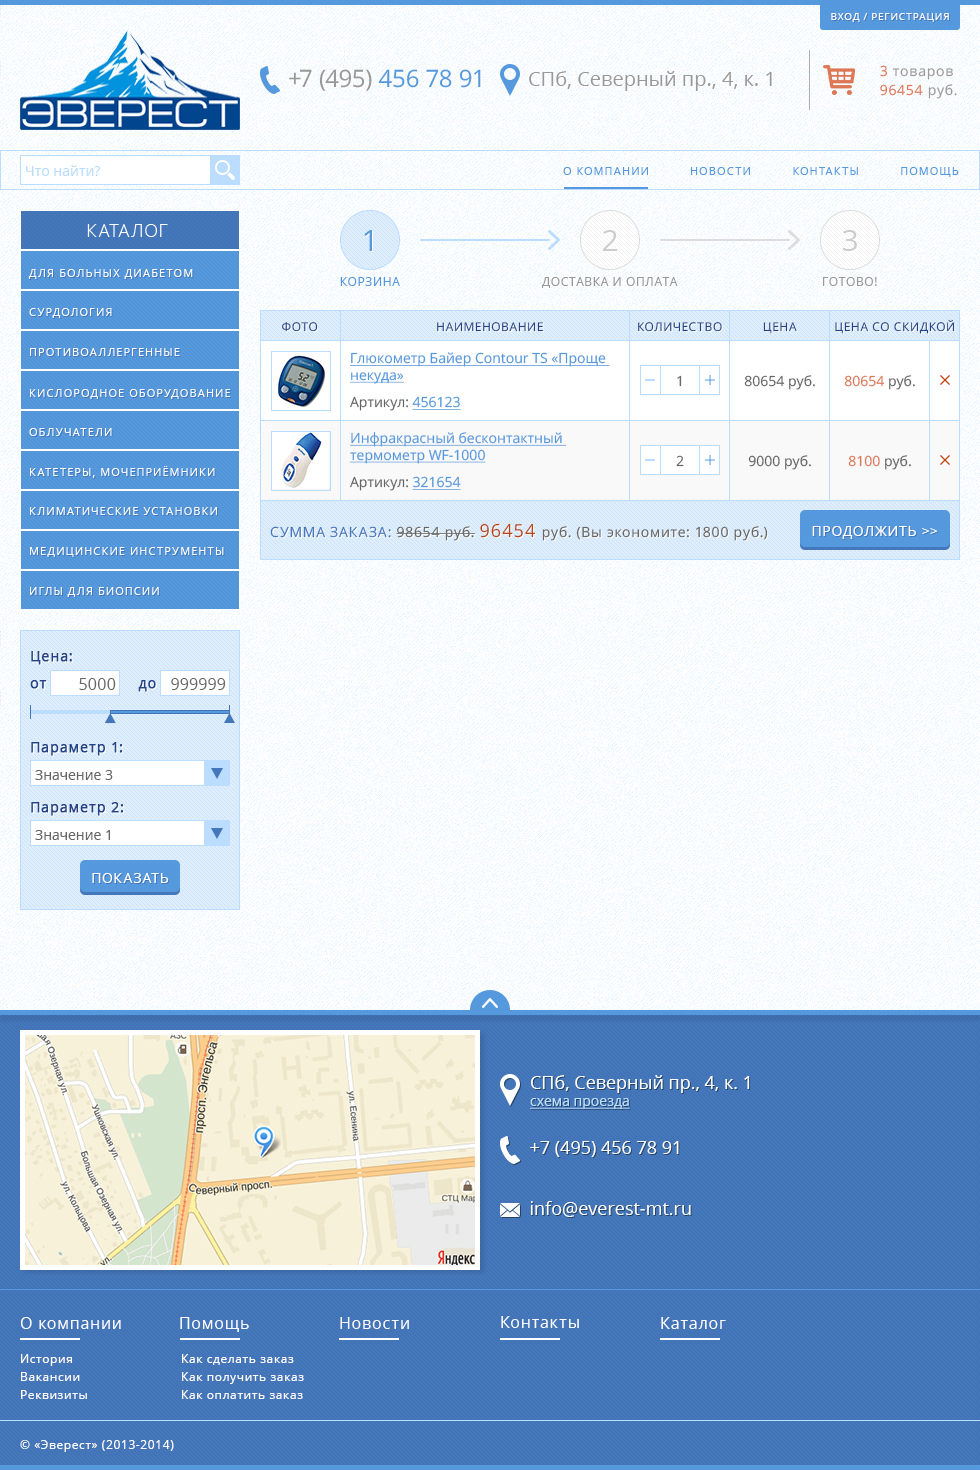 ВХОД / РЕГИСТРАЦИЯ
ЭВЕРЕСТ
+7 (495) 456 78 91
СПб, Северный пр., 4, к. 1
3 товаров
96454 руб.
Что найти?
О КОМПАНИИ
НОВОСТИ
КОНТАКТЫ
ПОМОЩЬ
КАТАЛОГ
ДЛЯ БОЛЬНЫХ ДИАБЕТОМ
СУРДОЛОГИЯ
ПРОТИВОАЛЛЕРГЕННЫЕ
КИСЛОРОДНОЕ ОБОРУДОВАНИЕ
ОБЛУЧАТЕЛИ
КАТЕТЕРЫ, МОЧЕПРИЁМНИКИ
КЛИМАТИЧЕСКИЕ УСТАНОВКИ
МЕДИЦИНСКИЕ ИНСТРУМЕНТЫ
ИГЛЫ ДЛЯ БИОПСИИ
Цена:
от 5000 до 999999
Параметр 1:
Значение 3
Параметр 2:
Значение 1
ПОКАЗАТЬ
1
КОРЗИНА
2
ДОСТАВКА И ОПЛАТА
3
ГОТОВО!
ФОТО НАИМЕНОВАНИЕ КОЛИЧЕСТВО ЦЕНА ЦЕНА СО СКИДКОЙ
Глюкометр Байер Contour TS «Проще
некуда»
Артикул: 456123
− 1 + 80654 руб. 80654 руб. ×
Инфракрасный бесконтактный
термометр WF-1000
Артикул: 321654
− 2 + 9000 руб. 8100 руб. ×
СУММА ЗАКАЗА: 98654 руб. 96454 руб. (Вы экономите: 1800 руб.)
ПРОДОЛЖИТЬ >>
АЗС
просп. Энгельса
Ушковская ул.
Большая Озерная ул.
ул. Кольцова
ул. Есенина
Северный просп.
СТЦ Мар
Яндекс
СПб, Северный пр., 4, к. 1
схема проезда
+7 (495) 456 78 91
info@everest-mt.ru
О компании
История
Вакансии
Реквизиты
Помощь
Как сделать заказ
Как получить заказ
Как оплатить заказ
Новости
Контакты
Каталог
© «Эверест» (2013-2014)